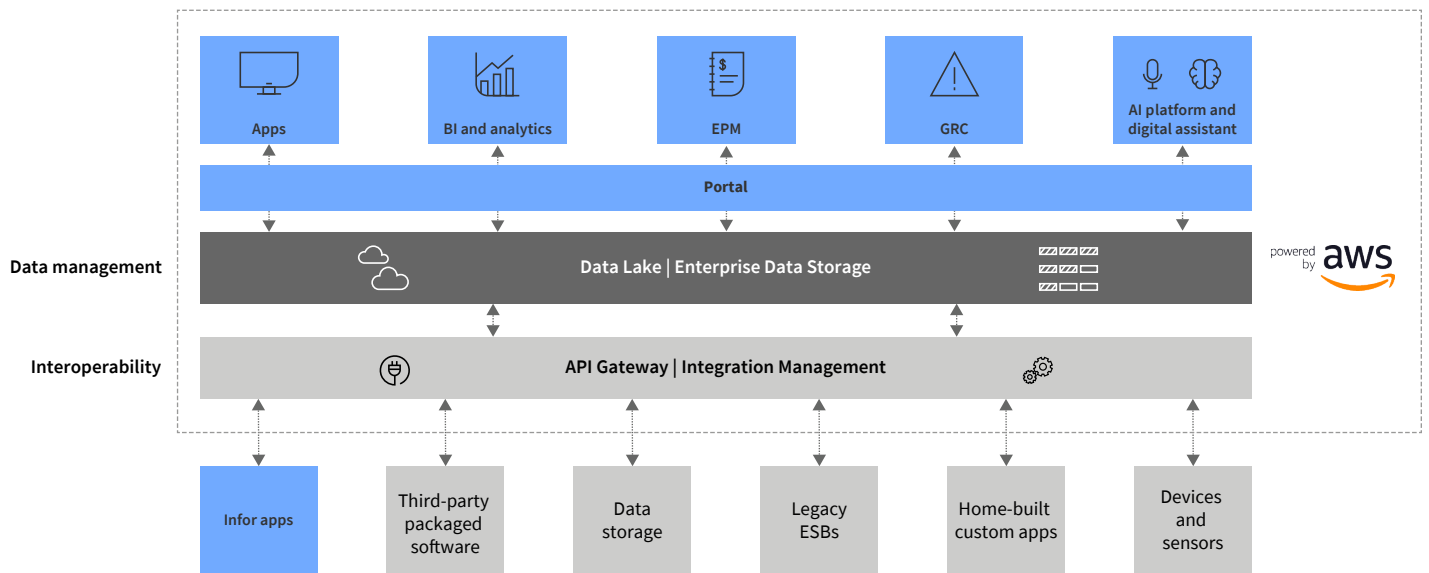 Apps
BI and analytics
$
EPM
GRC
AI platform and
digital assistant
Portal
Data management
Data Lake | Enterprise Data Storage
powered
by
aws
Interoperability
API Gateway | Integration Management
Infor apps
Third-party
packaged
software
Data
storage
Legacy
ESBs
Home-built
custom apps
Devices
and
sensors